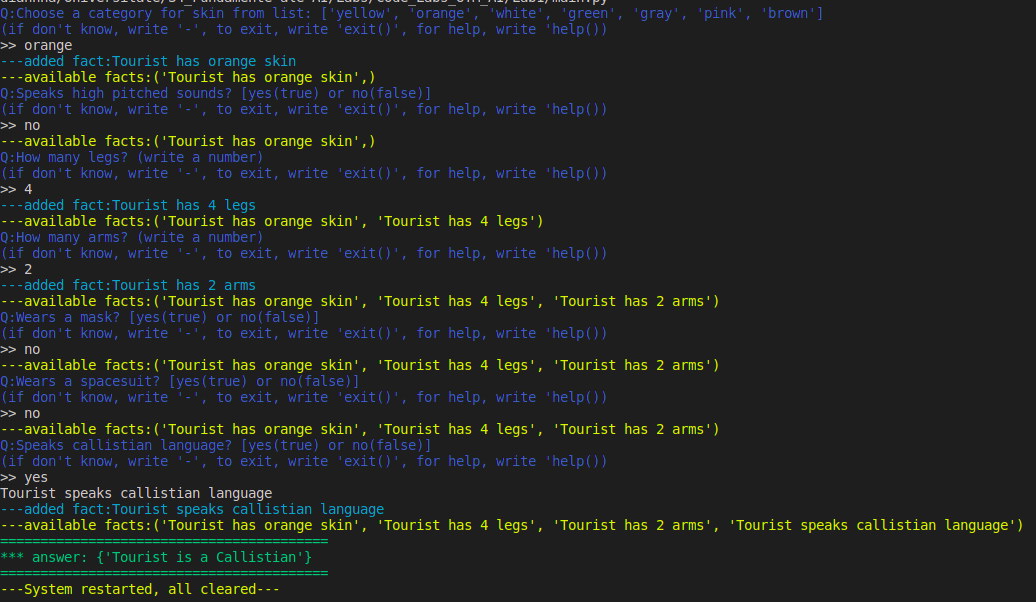 Q:Choose a category for skin from list: ['yellow', 'orange', 'white', 'green', 'gray', 'pink', 'brown']
(if don't know, write '-', to exit, write 'exit()', for help, write 'help())
>> orange
---added fact:Tourist has orange skin
---available facts:('Tourist has orange skin',)
Q:Speaks high pitched sounds? [yes(true) or no(false)]
(if don't know, write '-', to exit, write 'exit()', for help, write 'help())
>> no
---available facts:('Tourist has orange skin',)
Q:How many legs? (write a number)
(if don't know, write '-', to exit, write 'exit()', for help, write 'help())
>> 4
---added fact:Tourist has 4 legs
---available facts:('Tourist has orange skin', 'Tourist has 4 legs')
Q:How many arms? (write a number)
(if don't know, write '-', to exit, write 'exit()', for help, write 'help())
>> 2
---added fact:Tourist has 2 arms
---available facts:('Tourist has orange skin', 'Tourist has 4 legs', 'Tourist has 2 arms')
Q:Wears a mask? [yes(true) or no(false)]
(if don't know, write '-', to exit, write 'exit()', for help, write 'help())
>> no
---available facts:('Tourist has orange skin', 'Tourist has 4 legs', 'Tourist has 2 arms')
Q:Wears a spacesuit? [yes(true) or no(false)]
(if don't know, write '-', to exit, write 'exit()', for help, write 'help())
>> no
---available facts:('Tourist has orange skin', 'Tourist has 4 legs', 'Tourist has 2 arms')
Q:Speaks callistian language? [yes(true) or no(false)]
(if don't know, write '-', to exit, write 'exit()', for help, write 'help())
>> yes
Tourist speaks callistian language
---added fact:Tourist speaks callistian language
---available facts:('Tourist has orange skin', 'Tourist has 4 legs', 'Tourist has 2 arms', 'Tourist speaks callistian language')
=========================================
*** answer: {'Tourist is a Callistian'}
=========================================
---System restarted, all cleared---